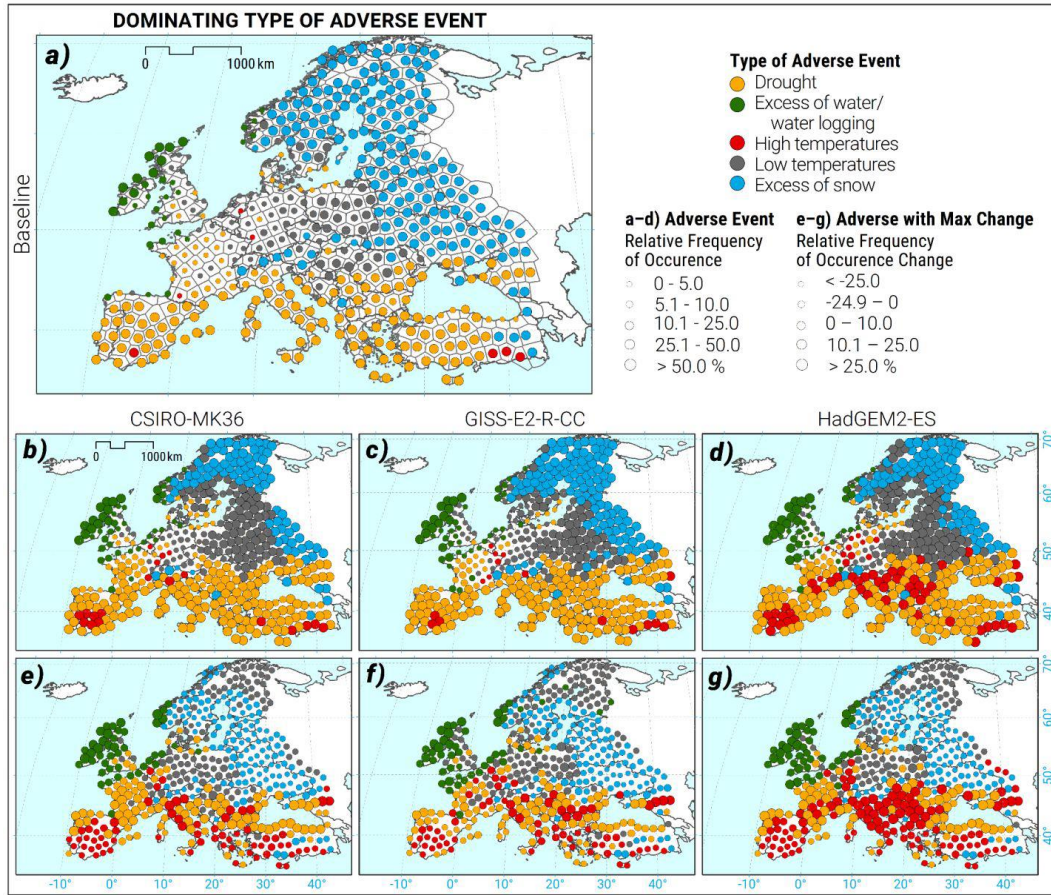 DOMINATING TYPE OF ADVERSE EVENT
a)
0 1000 km
Baseline
Type of Adverse Event
Drought
Excess of water/
water logging
High temperatures
Low temperatures
Excess of snow
a–d) Adverse Event
Relative Frequency
of Occurence
0 - 5.0
5.1 - 10.0
10.1 - 25.0
25.1 - 50.0
> 50.0 %
e–g) Adverse with Max Change
Relative Frequency
of Occurence Change
< -25.0
-24.9 – 0
0 – 10.0
10.1 – 25.0
> 25.0 %
CSIRO-MK36
GISS-E2-R-CC
HadGEM2-ES
b)
0 1000 km
c)
d)
70°
60°
50°
40°
e)
f)
g)
70°
60°
50°
40°
-10° 0° 10° 20° 30° 40°
-10° 0° 10° 20° 30° 40°
-10° 0° 10° 20° 30° 40°